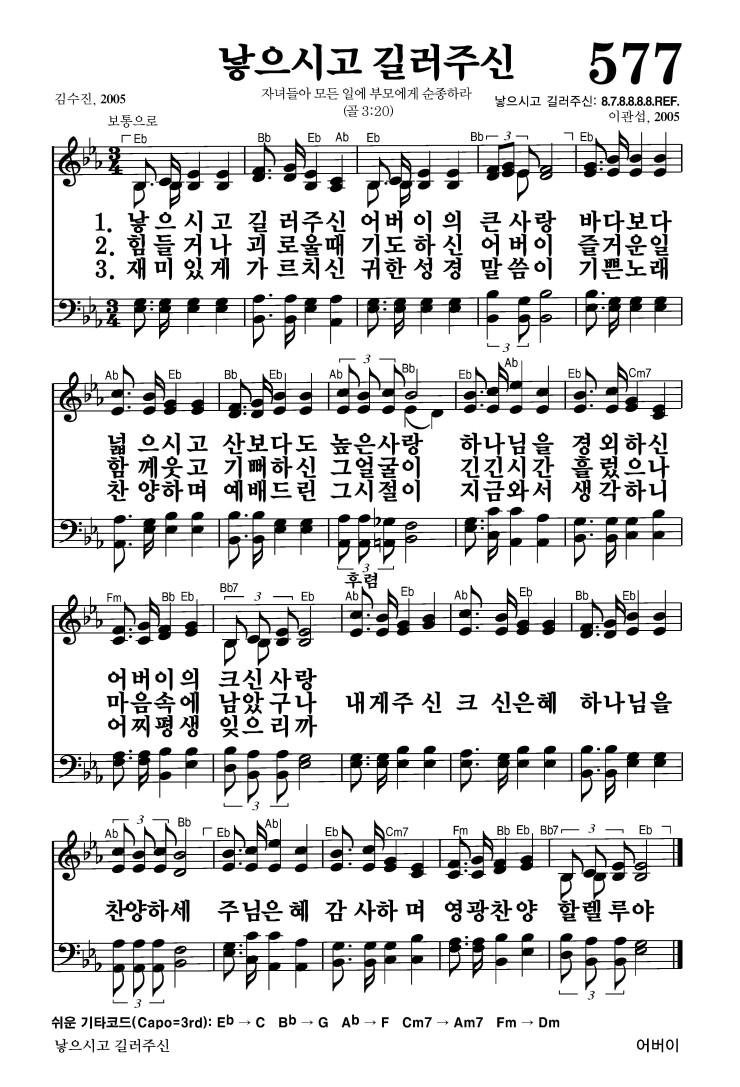 낳으시고 길러주신 577
김수진, 2005
자녀들아 모든 일에 부모에게 순종하라
(골 3:20)
낳으시고 길러주신: 8.7.8.8.8.8.REF.
이관섭, 2005
보통으로
Eb Bb Eb Ab Eb Bb 3 Eb
3 4
1. 낳으시고 길러주신 어버이의 큰사랑 바다보다
2. 힘들거나 괴로울때 기도하신 어버이 즐거운일
3. 재미있게 가르치신 귀한성경 말씀이 기쁜노래
3 4
3
Ab Eb Bb Eb Ab 3 Bb Eb Ab Eb Cm7
넓으시고 산보다도 높은사랑 하나님을 경외하신
함께웃고 기뻐하신 그얼굴이 긴긴시간 흘렀으나
찬양하며 예배드린 그시절이 지금와서 생각하니
3
후렴
Fm Bb Eb Bb7 3 Eb Ab Eb Ab Eb Bb Eb
어버이의 크신사랑
마음속에 남았구나 내게주신 크신은혜 하나님을
어찌평생 잊으리까
3
Ab 3 Bb Eb Ab Eb Cm7 Fm Bb Eb Bb7 3 Eb
찬양하세 주님은혜 감사하며 영광찬양 할렐루야
3 3
쉬운 기타코드(Capo=3rd): Eb → C Bb → G Ab → F Cm7 → Am7 Fm → Dm
낳으시고 길러주신 어버이